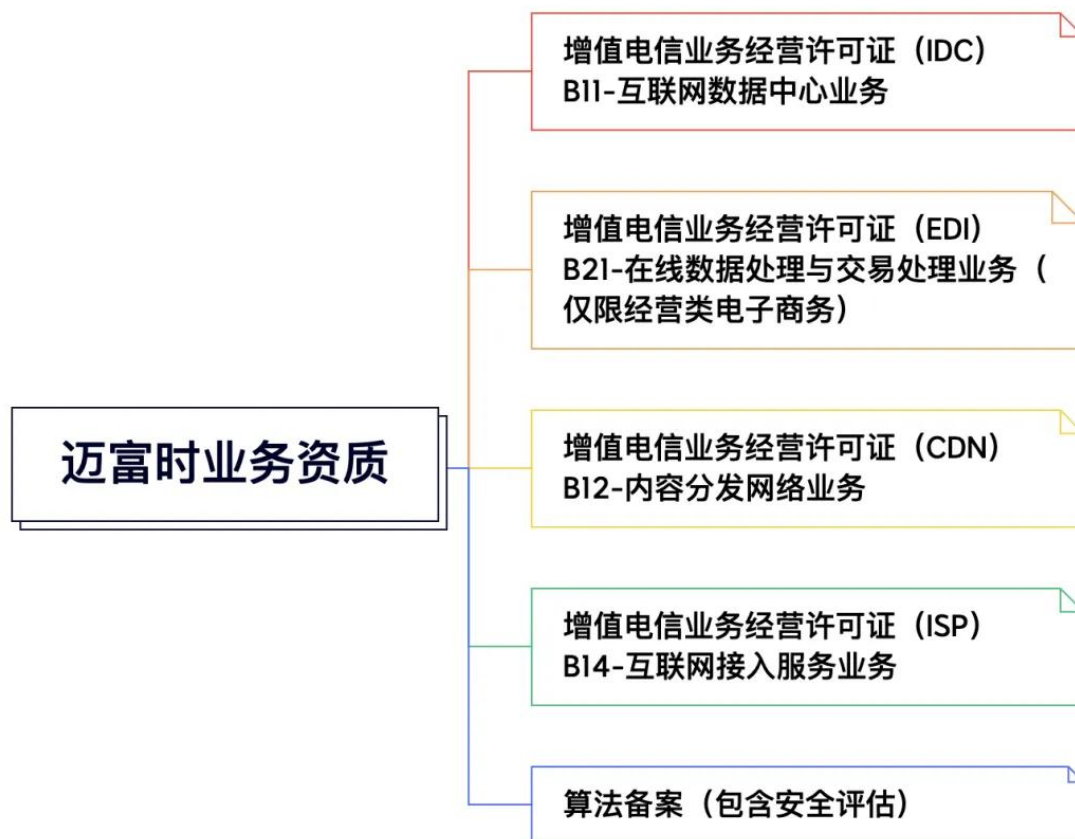 增值电信业务经营许可证（IDC）
B11-互联网数据中心业务
增值电信业务经营许可证（EDI）
B21-在线数据处理与交易处理业务（
仅限经营类电子商务）
迈富时业务资质
增值电信业务经营许可证（CDN）
B12-内容分发网络业务
增值电信业务经营许可证（ISP）
B14-互联网接入服务业务
算法备案（包含安全评估）